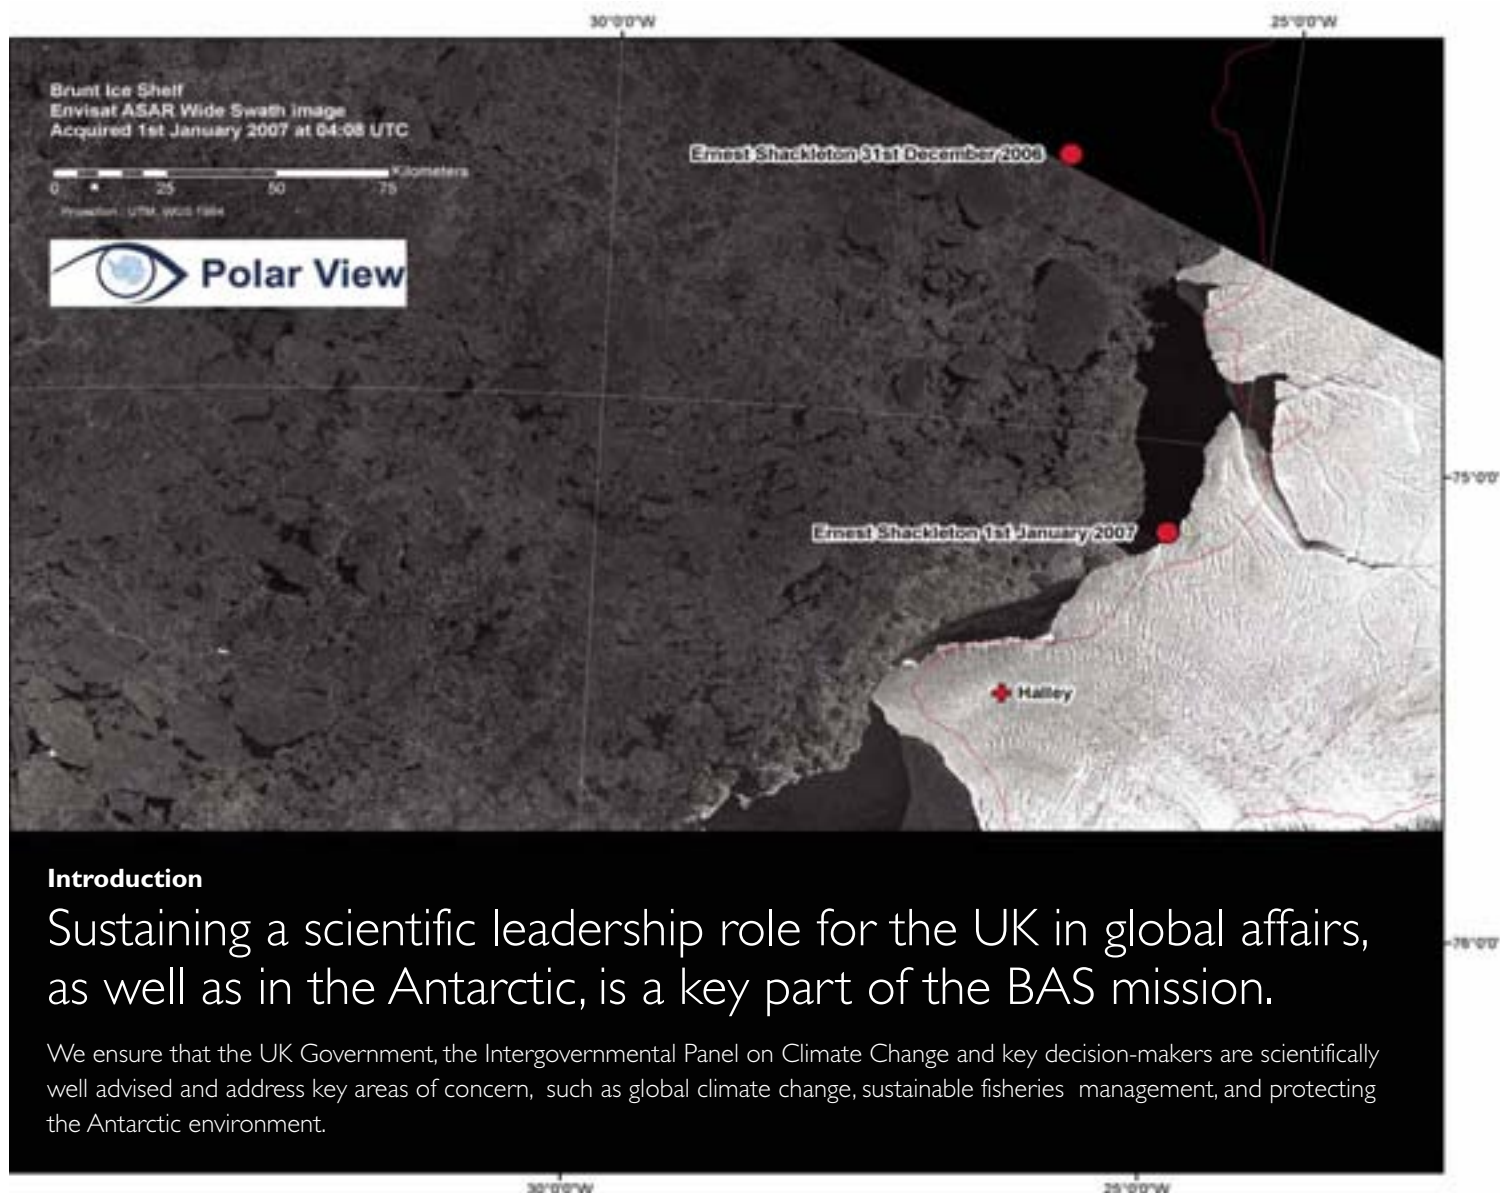 30°0'0"W 25°0'0"W
Brunt Ice Shelf
Envisat ASAR Wide Swath image
Acquired 1st January 2007 at 04:08 UTC
Kilometers
0 25 50 75
Projection : UTM, WGS 1984
Polar View
Ernest Shackleton 31st December 2006
75°0'0"
Ernest Shackleton 1st January 2007
Halley
Introduction
Sustaining a scientific leadership role for the UK in global affairs,
as well as in the Antarctic, is a key part of the BAS mission.
76°0'0"
We ensure that the UK Government, the Intergovernmental Panel on Climate Change and key decision-makers are scientifically
well advised and address key areas of concern, such as global climate change, sustainable fisheries management, and protecting
the Antarctic environment.
30°0'0"W 25°0'0"W